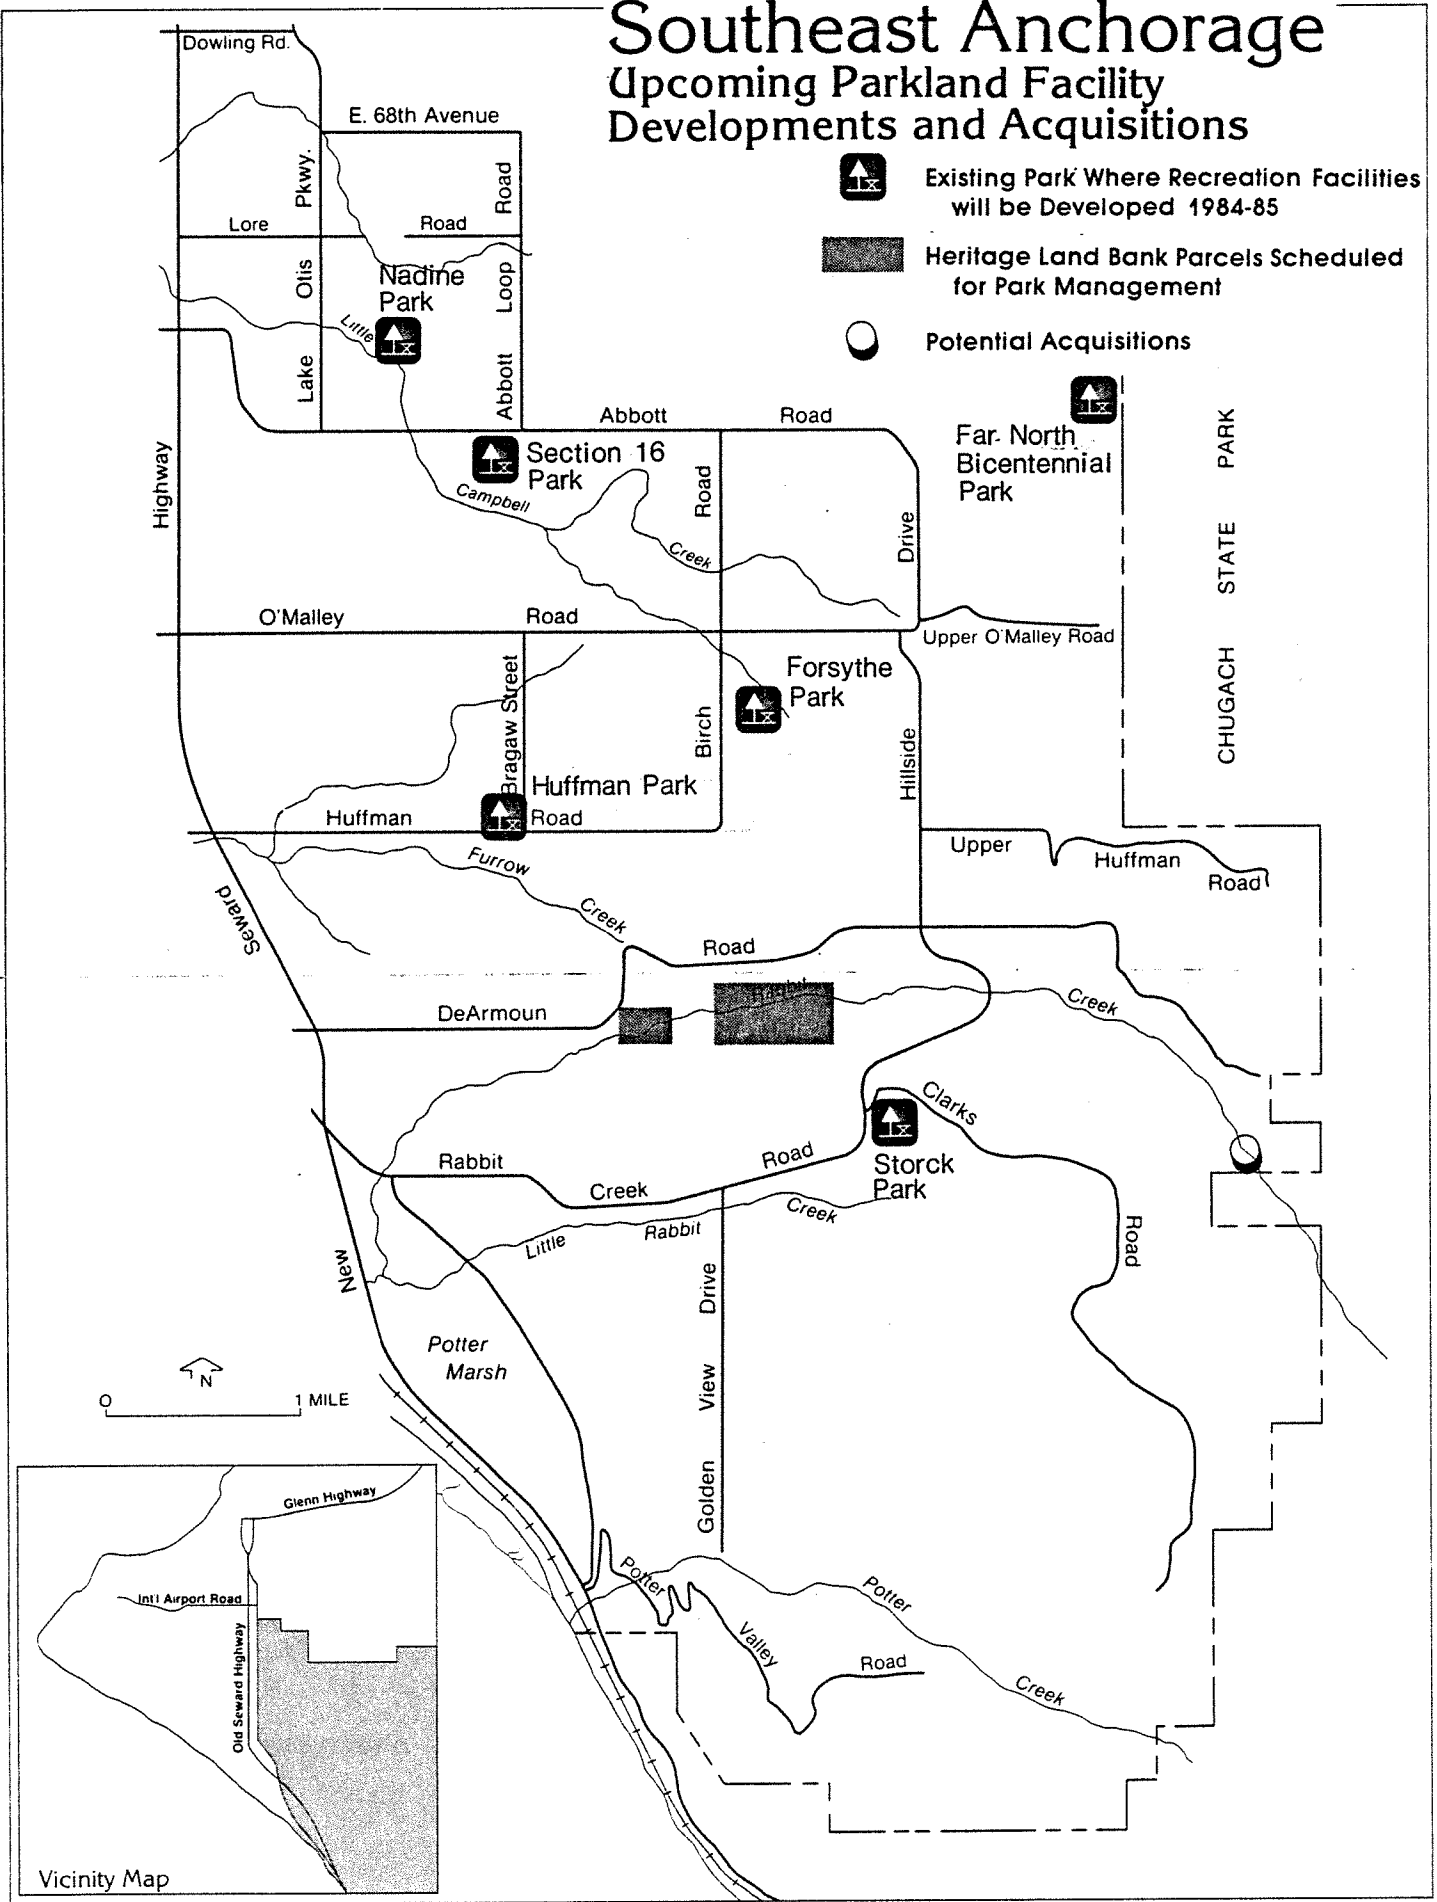 Southeast Anchorage
Upcoming Parkland Facility
Developments and Acquisitions
Existing Park Where Recreation Facilities
will be Developed 1984-85
Heritage Land Bank Parcels Scheduled
for Park Management
Potential Acquisitions
Dowling Rd.
E. 68th Avenue
Lake Otis Pkwy.
Lore Road
Abbott Loop Road
Nadine
Park
Little
Campbell
Creek
Abbott Road
Section 16
Park
Far North
Bicentennial
Park
CHUGACH STATE PARK
Highway
Birch Road
Hillside Drive
O'Malley Road
Upper O'Malley Road
Bragaw Street
Forsythe
Park
Huffman Park
Huffman Road
Upper Huffman Road
Furrow
Creek
Seward
DeArmoun Road
Rabbit Creek
Clarks Road
Rabbit Creek Road
Storck
Park
Little Rabbit Creek
New
Golden View Drive
Potter
Marsh
N
0 1 MILE
Potter Valley Road
Potter Creek
Glenn Highway
Int'l Airport Road
Old Seward Highway
Vicinity Map